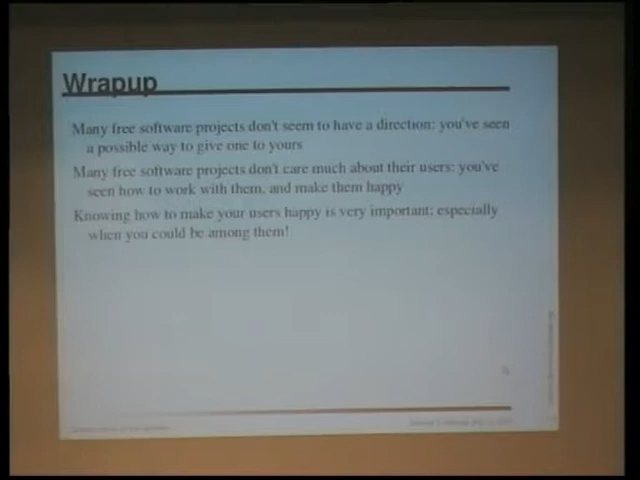 Wrapup
Many free software projects don't seem to have a direction: you've seen
a possible way to give one to yours
Many free software projects don't care much about their users: you've
seen how to work with them, and make them happy
Knowing how to make your users happy is very important: especially
when you could be among them!